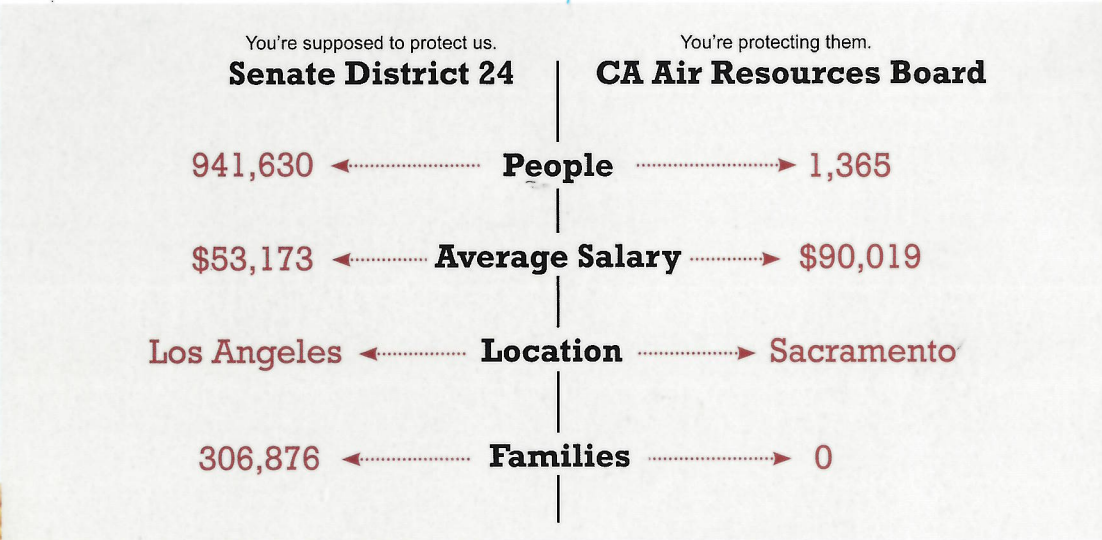 You're supposed to protect us. You're protecting them.
Senate District 24 CA Air Resources Board
941,630 People 1,365
$53,173 Average Salary $90,019
Los Angeles Location Sacramento
306,876 Families 0